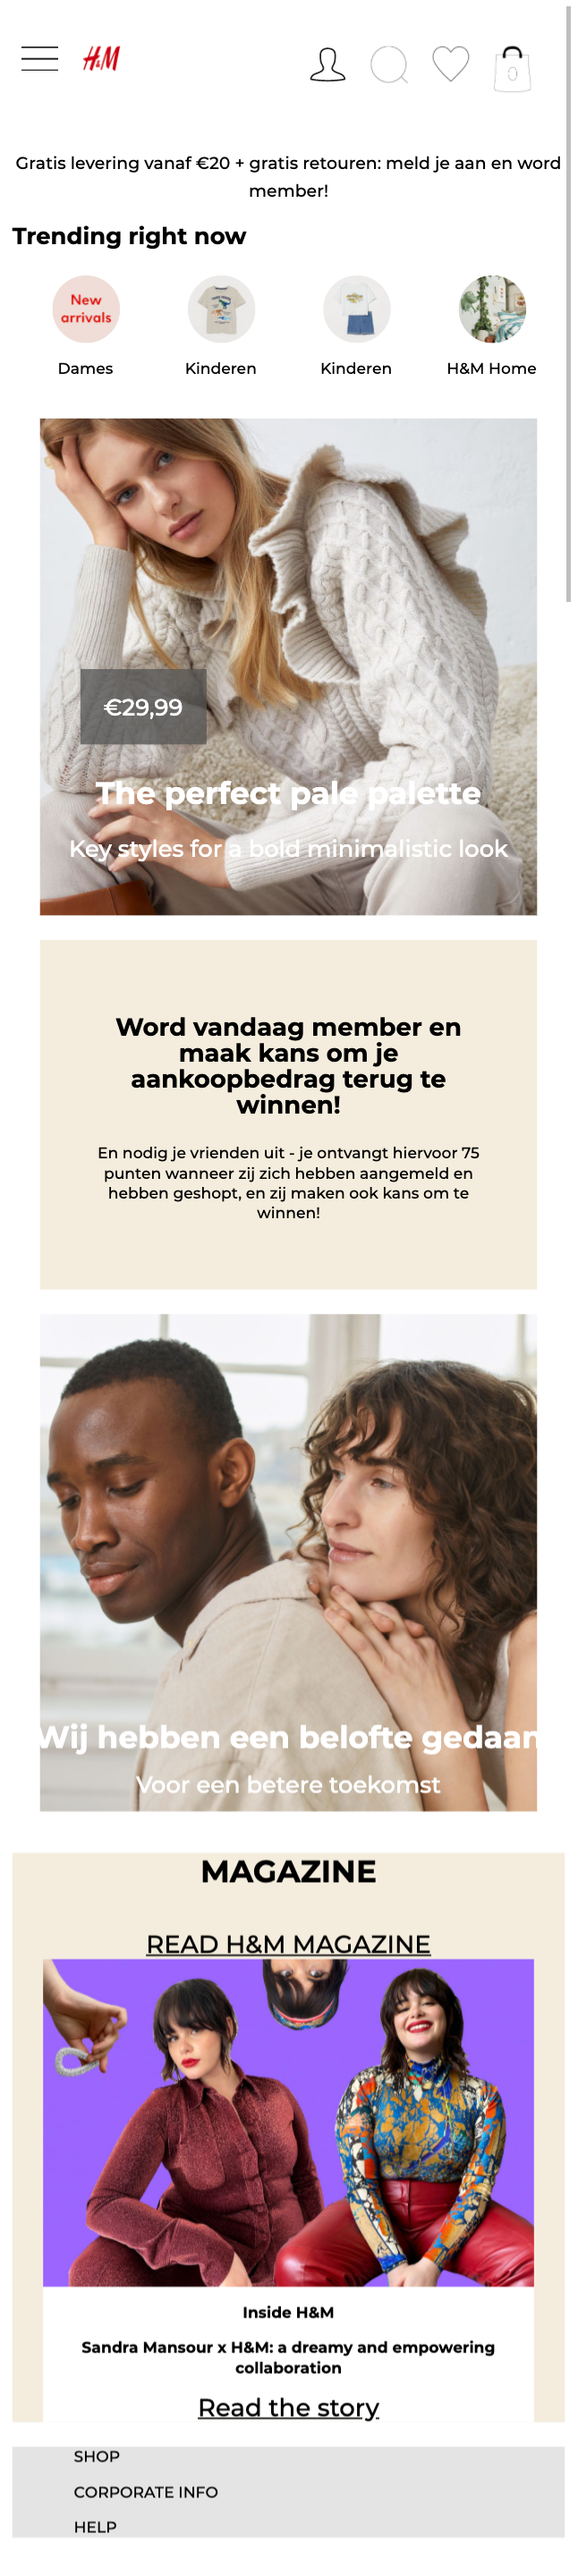 H&M
0
Gratis levering vanaf €20 + gratis retouren: meld je aan en word
member!
Trending right now
New
arrivals
Dames
Kinderen
Kinderen
H&M Home
€29,99
The perfect pale palette
Key styles for a bold minimalistic look
Word vandaag member en
maak kans om je
aankoopbedrag terug te
winnen!
En nodig je vrienden uit - je ontvangt hiervoor 75
punten wanneer zij zich hebben aangemeld en
hebben geshopt, en zij maken ook kans om te
winnen!
Wij hebben een belofte gedaan
Voor een betere toekomst
MAGAZINE
READ H&M MAGAZINE
Inside H&M
Sandra Mansour x H&M: a dreamy and empowering
collaboration
Read the story
SHOP
CORPORATE INFO
HELP